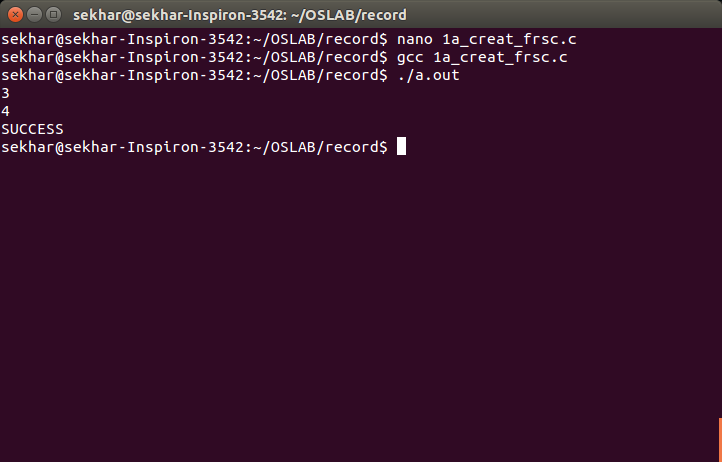 sekhar@sekhar-Inspiron-3542: ~/OSLAB/record
sekhar@sekhar-Inspiron-3542:~/OSLAB/record$ nano 1a_creat_frsc.c
sekhar@sekhar-Inspiron-3542:~/OSLAB/record$ gcc 1a_creat_frsc.c
sekhar@sekhar-Inspiron-3542:~/OSLAB/record$ ./a.out
3
4
SUCCESS
sekhar@sekhar-Inspiron-3542:~/OSLAB/record$